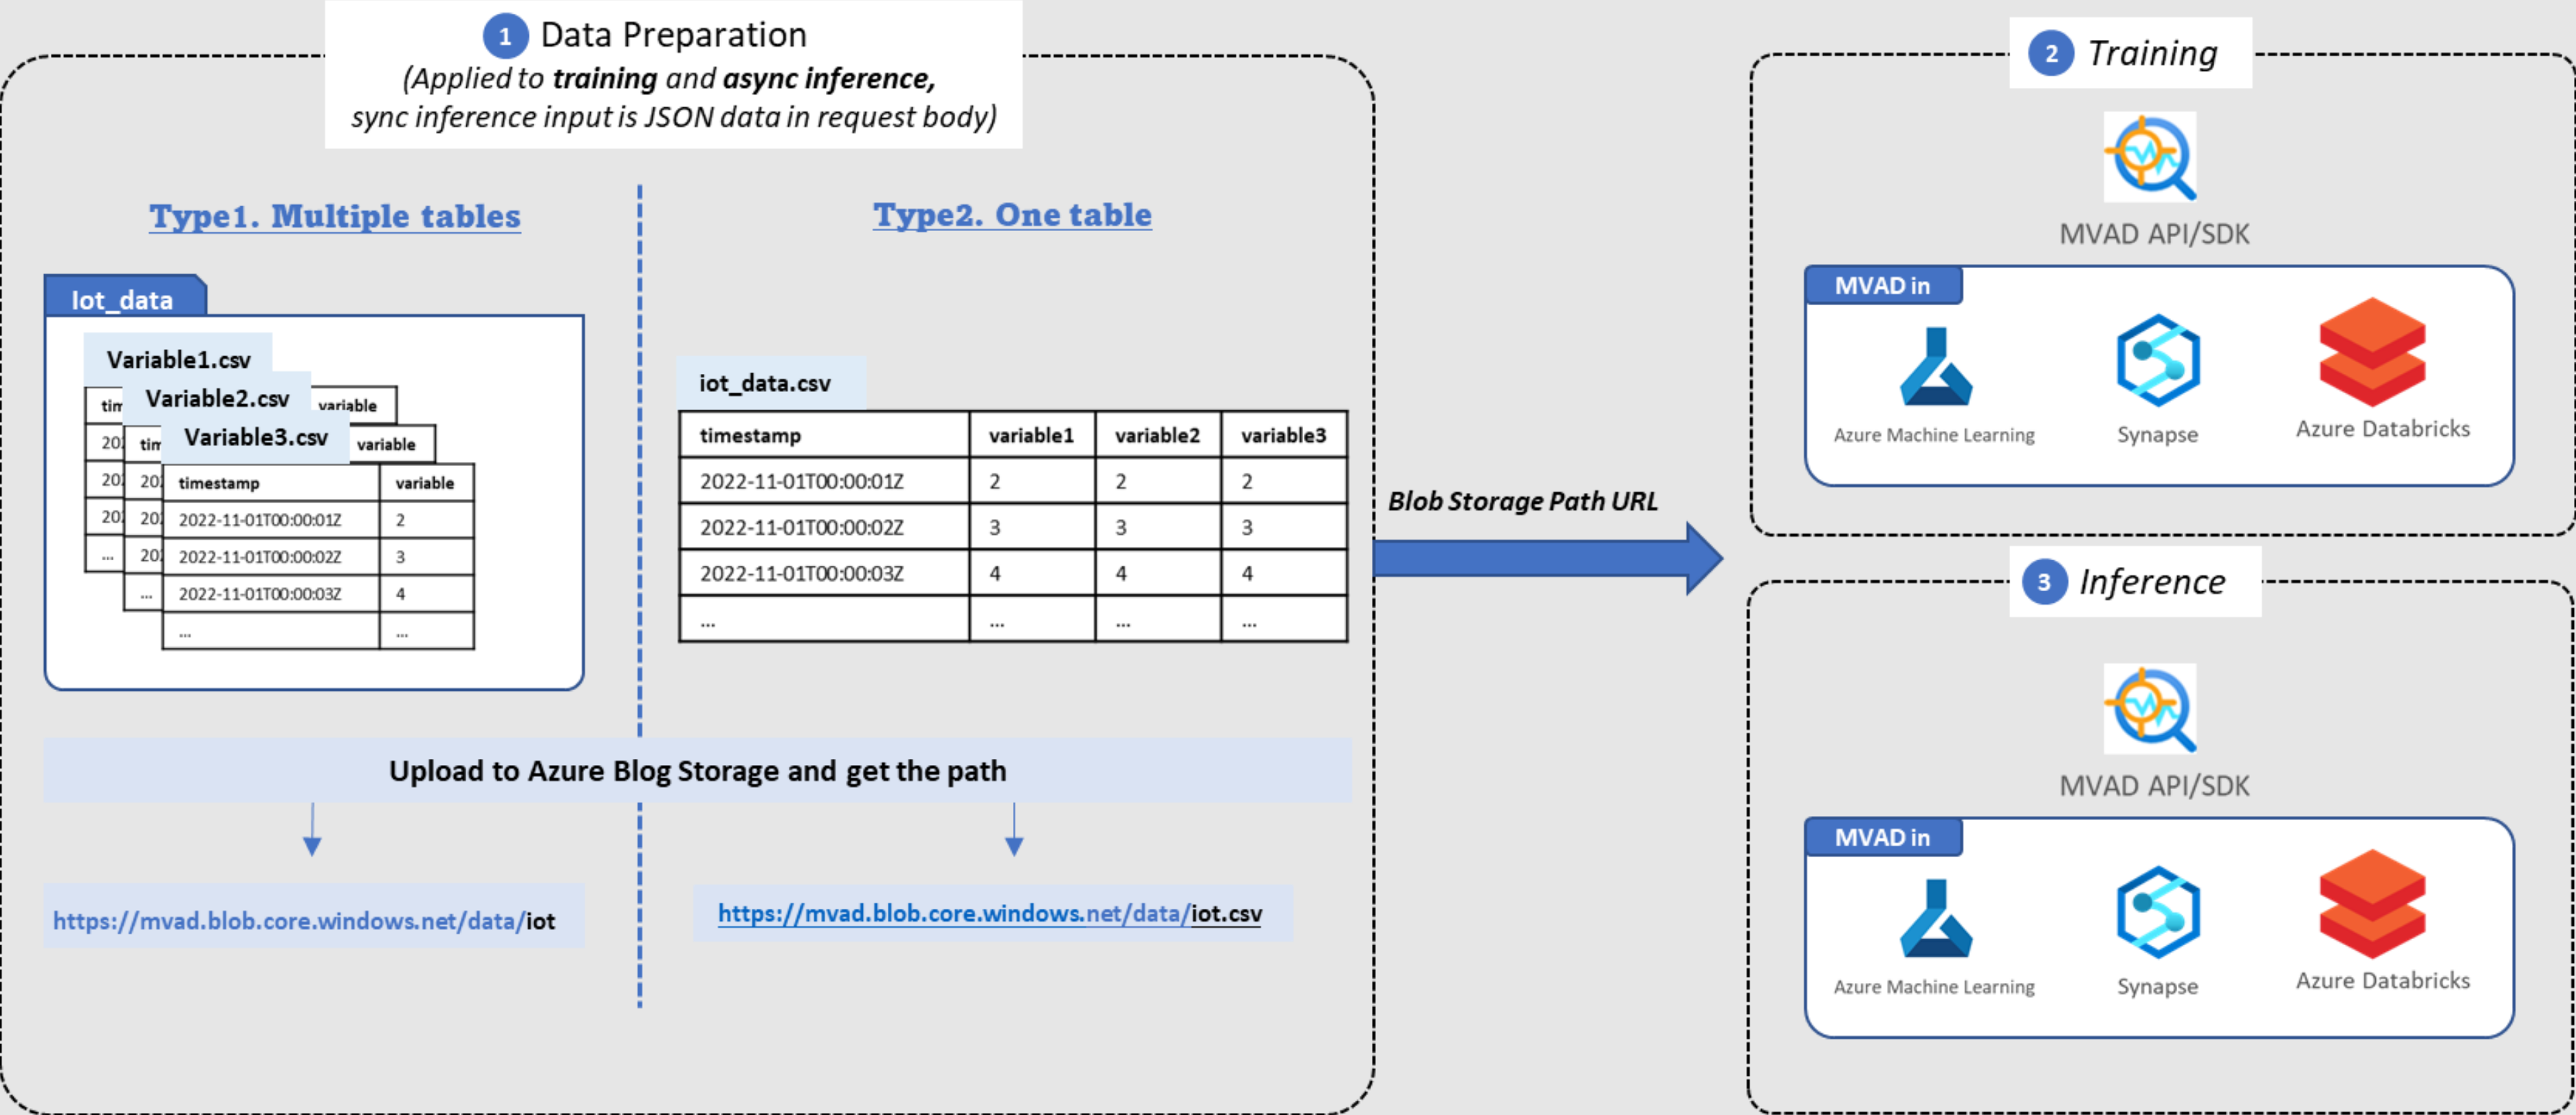 1 Data Preparation
(Applied to training and async inference,
sync inference input is JSON data in request body)
Type1. Multiple tables
Iot_data
Variable1.csv
tim
variable
20
20
20
...
Variable2.csv
tim
variable
20
20
20
...
Variable3.csv
timestamp variable
2022-11-01T00:00:01Z 2
2022-11-01T00:00:02Z 3
2022-11-01T00:00:03Z 4
... ...
Type2. One table
iot_data.csv
timestamp variable1 variable2 variable3
2022-11-01T00:00:01Z 2 2 2
2022-11-01T00:00:02Z 3 3 3
2022-11-01T00:00:03Z 4 4 4
... ... ... ...
Upload to Azure Blog Storage and get the path
https://mvad.blob.core.windows.net/data/iot
https://mvad.blob.core.windows.net/data/iot.csv
Blob Storage Path URL
2 Training
MVAD API/SDK
MVAD in
Azure Machine Learning
Synapse
Azure Databricks
3 Inference
MVAD API/SDK
MVAD in
Azure Machine Learning
Synapse
Azure Databricks